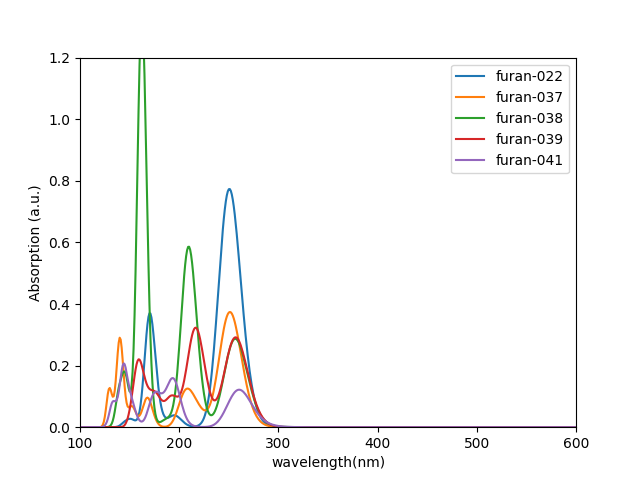 1.2
1.0
0.8
0.6
0.4
0.2
0.0
Absorption (a.u.)
furan-022
furan-037
furan-038
furan-039
furan-041
100 200 300 400 500 600
wavelength(nm)